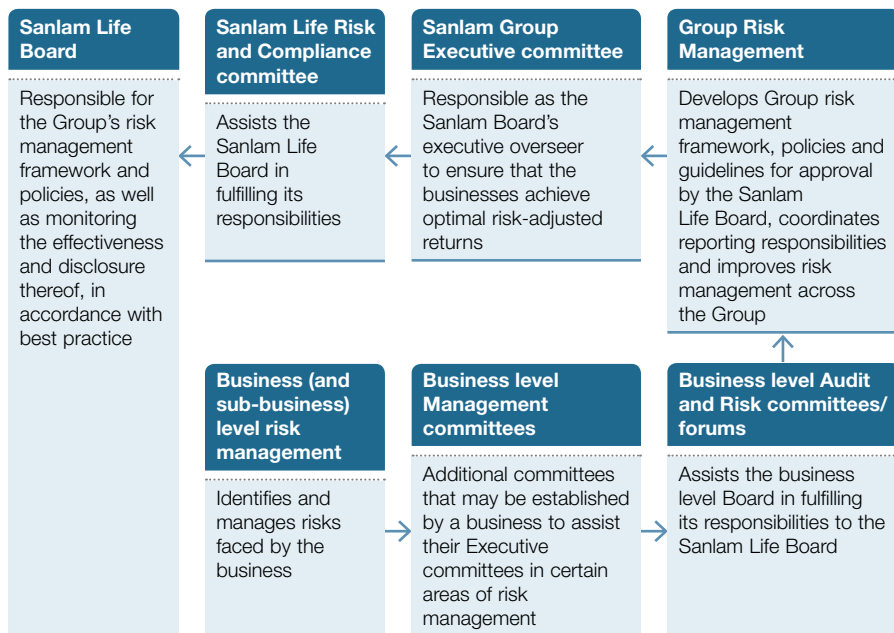 Sanlam Life
Board
Responsible for
the Group's risk
management
framework and
policies, as well
as monitoring
the effectiveness
and disclosure
thereof, in
accordance with
best practice
Sanlam Life Risk
and Compliance
committee
Assists the
Sanlam Life
Board in
fulfilling its
responsibilities
Sanlam Group
Executive committee
Responsible as the
Sanlam Board's
executive overseer
to ensure that the
businesses achieve
optimal risk-adjusted
returns
Group Risk
Management
Develops Group risk
management
framework, policies and
guidelines for approval
by the Sanlam
Life Board, coordinates
reporting responsibilities
and improves risk
management across
the Group
Business (and
sub-business)
level risk
management
Identifies and
manages risks
faced by the
business
Business level
Management
committees
Additional committees
that may be established
by a business to assist
their Executive
committees in certain
areas of risk
management
Business level Audit
and Risk committees/
forums
Assists the business
level Board in fulfilling
its responsibilities to the
Sanlam Life Board